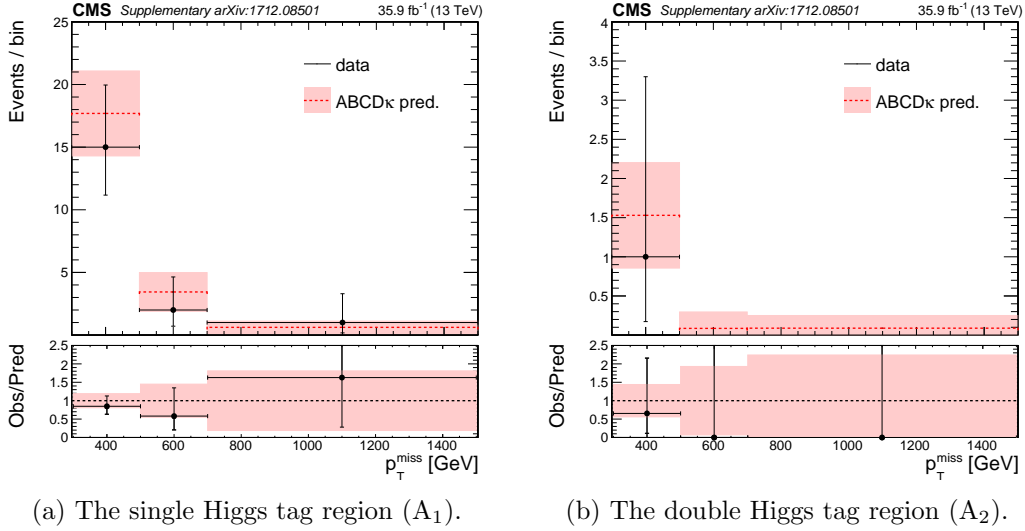 CMS Supplementary arXiv:1712.08501 35.9 fb⁻¹ (13 TeV)
Events / bin
25
20
15
10
5
data
ABCDκ pred.
Obs/Pred
2.5
2
1.5
1
0.5
0
400 600 800 1000 1200 1400
p_T^miss [GeV]
(a) The single Higgs tag region (A₁).
CMS Supplementary arXiv:1712.08501 35.9 fb⁻¹ (13 TeV)
Events / bin
4
3.5
3
2.5
2
1.5
1
0.5
data
ABCDκ pred.
Obs/Pred
2.5
2
1.5
1
0.5
0
400 600 800 1000 1200 1400
p_T^miss [GeV]
(b) The double Higgs tag region (A₂).